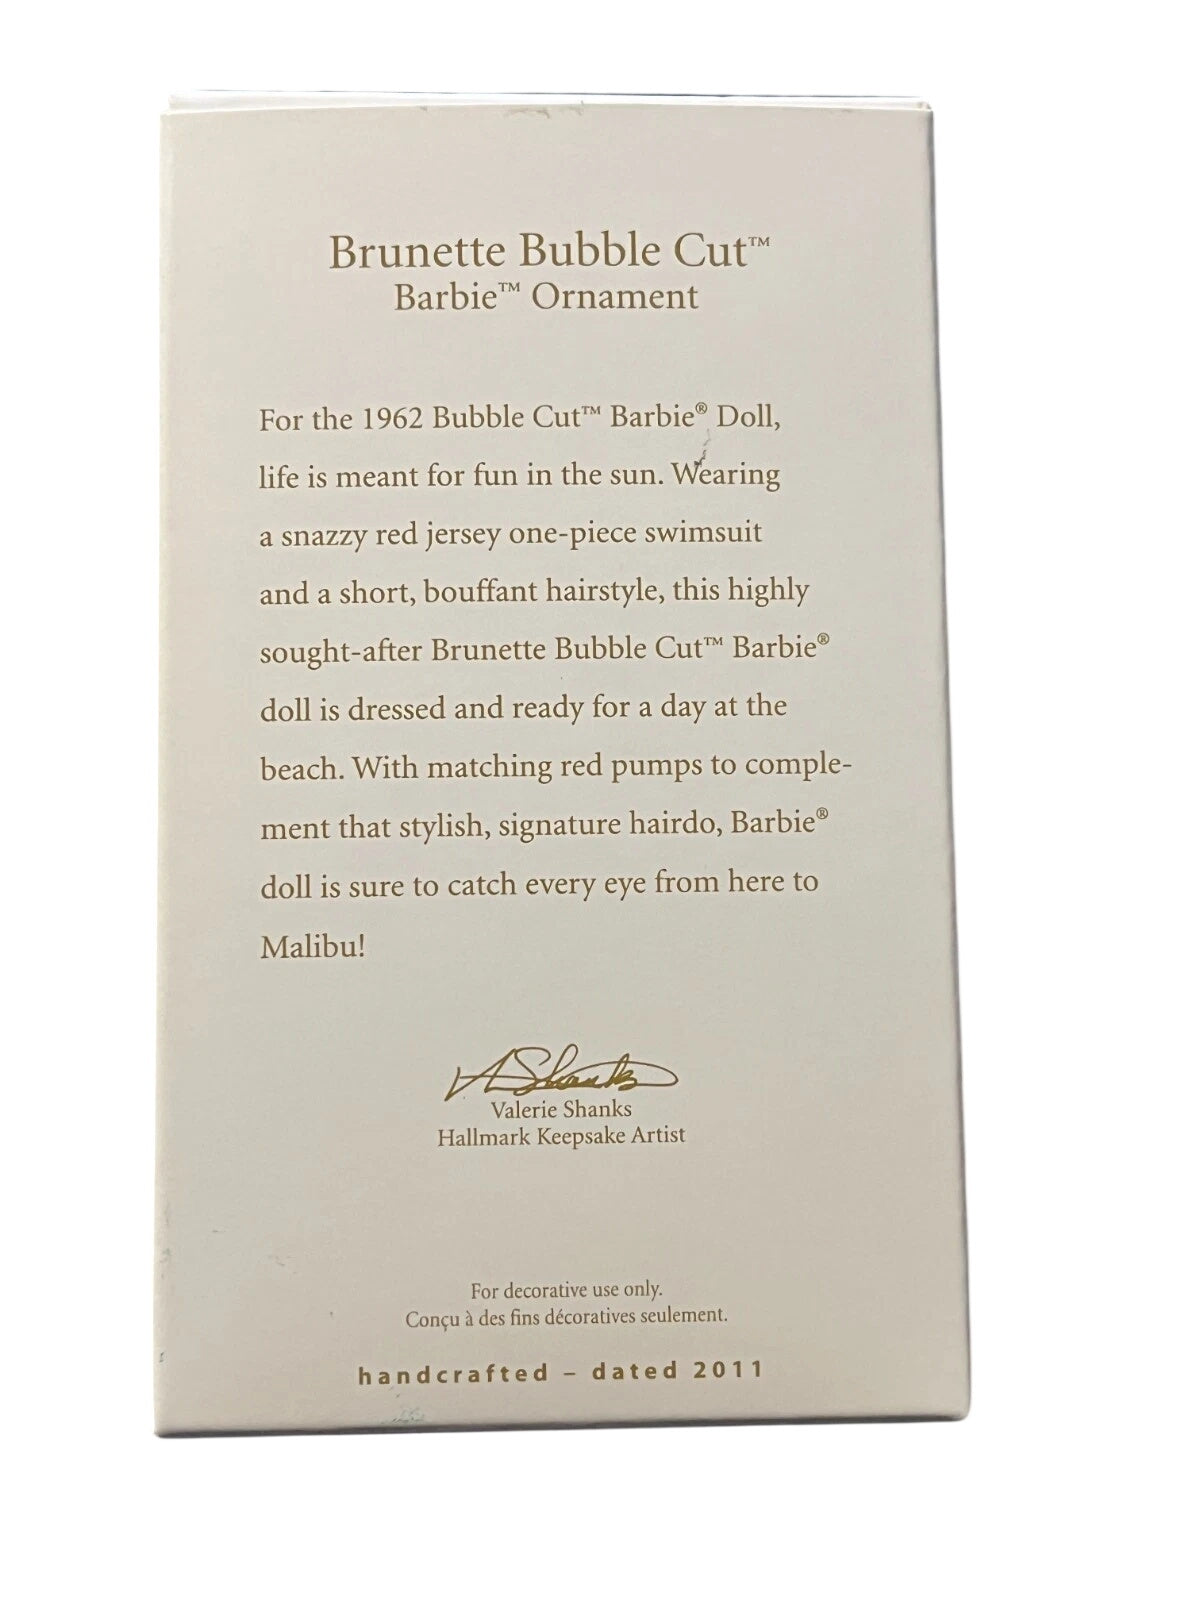 Brunette Bubble Cut™
Barbie™ Ornament
For the 1962 Bubble Cut™ Barbie® Doll,
life is meant for fun in the sun. Wearing
a snazzy red jersey one-piece swimsuit
and a short, bouffant hairstyle, this highly
sought-after Brunette Bubble Cut™ Barbie®
doll is dressed and ready for a day at the
beach. With matching red pumps to comple-
ment that stylish, signature hairdo, Barbie®
doll is sure to catch every eye from here to
Malibu!
VA Shanks
Valerie Shanks
Hallmark Keepsake Artist
For decorative use only.
Conçu à des fins décoratives seulement.
handcrafted – dated 2011